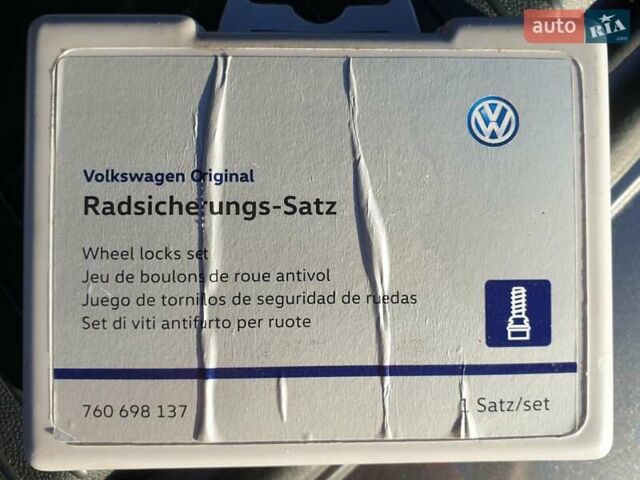 auto RIA
.com
Volkswagen Original
Radsicherungs-Satz
Wheel locks set
Jeu de boulons de roue antivol
Juego de tornillos de seguridad de ruedas
Set di viti antifurto per ruote
760 698 137
1 Satz/set